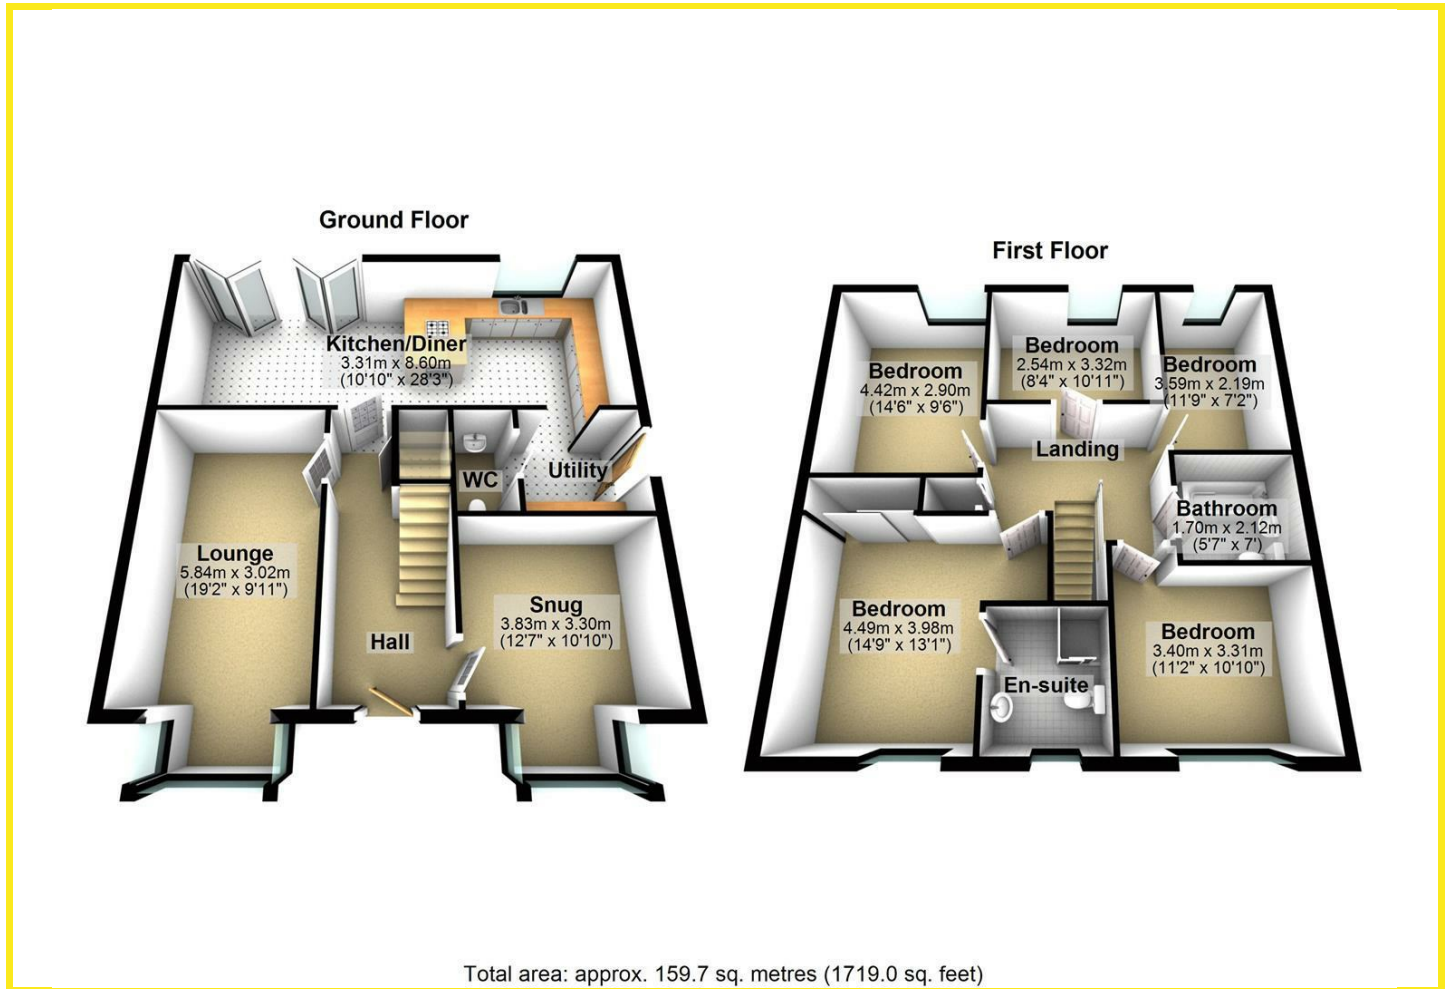 Ground Floor
Kitchen/Diner
3.31m x 8.60m
(10'10" x 28'3")
WC
Utility
Lounge
5.84m x 3.02m
(19'2" x 9'11")
Hall
Snug
3.83m x 3.30m
(12'7" x 10'10")
First Floor
Bedroom
4.42m x 2.90m
(14'6" x 9'6")
Bedroom
2.54m x 3.32m
(8'4" x 10'11")
Bedroom
3.59m x 2.19m
(11'9" x 7'2")
Landing
Bathroom
1.70m x 2.12m
(5'7" x 7')
Bedroom
4.49m x 3.98m
(14'9" x 13'1")
En-suite
Bedroom
3.40m x 3.31m
(11'2" x 10'10")
Total area: approx. 159.7 sq. metres (1719.0 sq. feet)